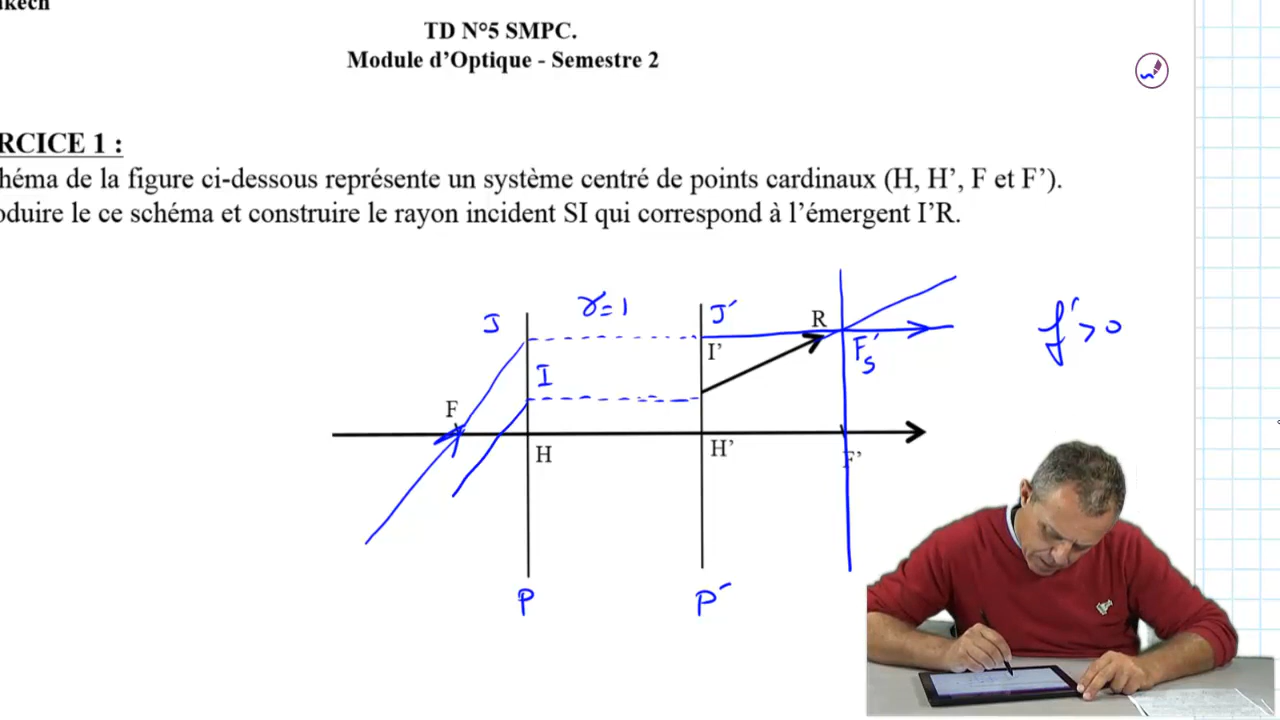 TD N°5 SMPC.
Module d'Optique - Semestre 2
RCICE 1 :
héma de la figure ci-dessous représente un système centré de points cardinaux (H, H', F et F').
oduire le ce schéma et construire le rayon incident SI qui correspond à l'émergent I'R.
γ=1
J
J'
R
I'
F's
f'>0
I
F
H
H'
F'
P
P'